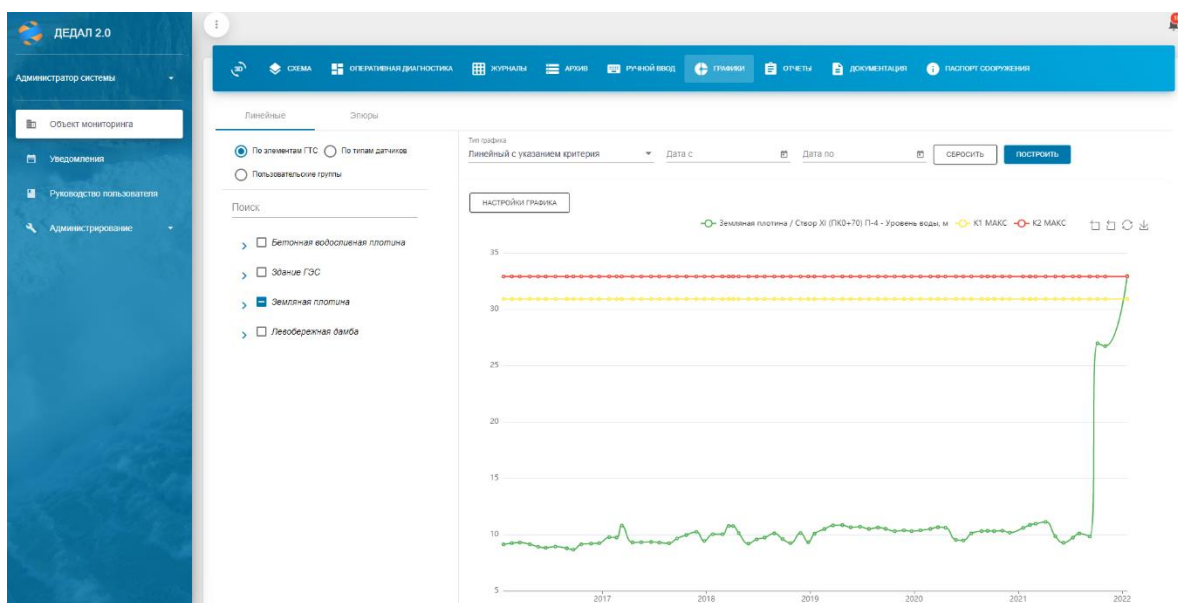 ДЕДАЛ 2.0
Администратор системы
Объект мониторинга
Уведомления
Руководство пользователя
Администрирование
3D СХЕМА ОПЕРАТИВНАЯ ДИАГНОСТИКА ЖУРНАЛЫ АРХИВ РУЧНОЙ ВВОД ГРАФИКИ ОТЧЕТЫ ДОКУМЕНТАЦИЯ ПАСПОРТ СООРУЖЕНИЯ
Линейные Эпюры
По элементам ГТС По типам датчиков
Пользовательские группы
Поиск
Бетонная водосливная плотина
Здание ГЭС
Земляная плотина
Левобережная дамба
Тип графика
Линейный с указанием критерия Дата с Дата по СБРОСИТЬ ПОСТРОИТЬ
НАСТРОЙКИ ГРАФИКА
Земляная плотина / Створ XI (ПК0+70) П-4 - Уровень воды, м К1 МАКС К2 МАКС
35
30
25
20
15
10
5
2017 2018 2019 2020 2021 2022